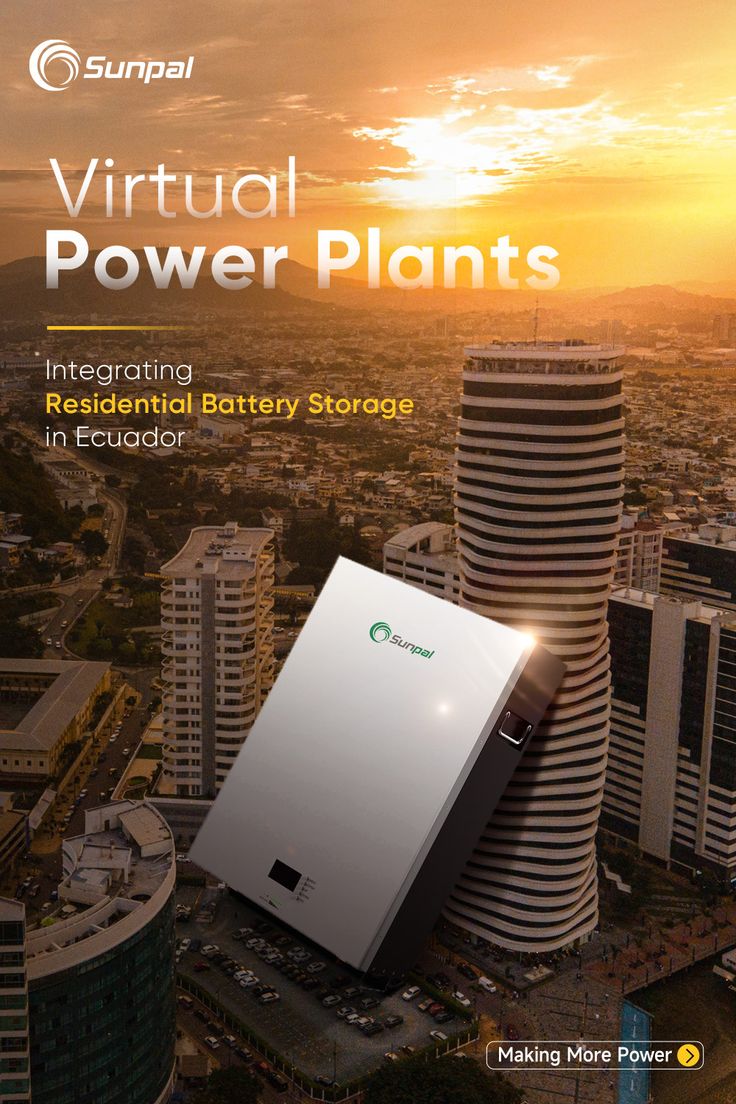 Sunpal
Virtual
Power Plants
Integrating
Residential Battery Storage
in Ecuador
Sunpal
Making More Power